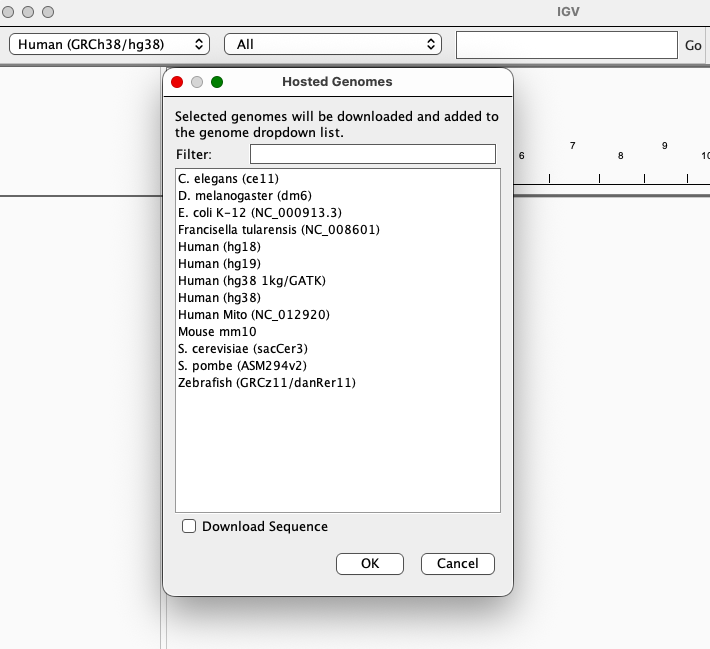 IGV
Human (GRCh38/hg38)
All
Go
Hosted Genomes
Selected genomes will be downloaded and added to
the genome dropdown list.
Filter:
6
7
8
9
10
C. elegans (ce11)
D. melanogaster (dm6)
E. coli K-12 (NC_000913.3)
Francisella tularensis (NC_008601)
Human (hg18)
Human (hg19)
Human (hg38 1kg/GATK)
Human (hg38)
Human Mito (NC_012920)
Mouse mm10
S. cerevisiae (sacCer3)
S. pombe (ASM294v2)
Zebrafish (GRCz11/danRer11)
Download Sequence
OK
Cancel